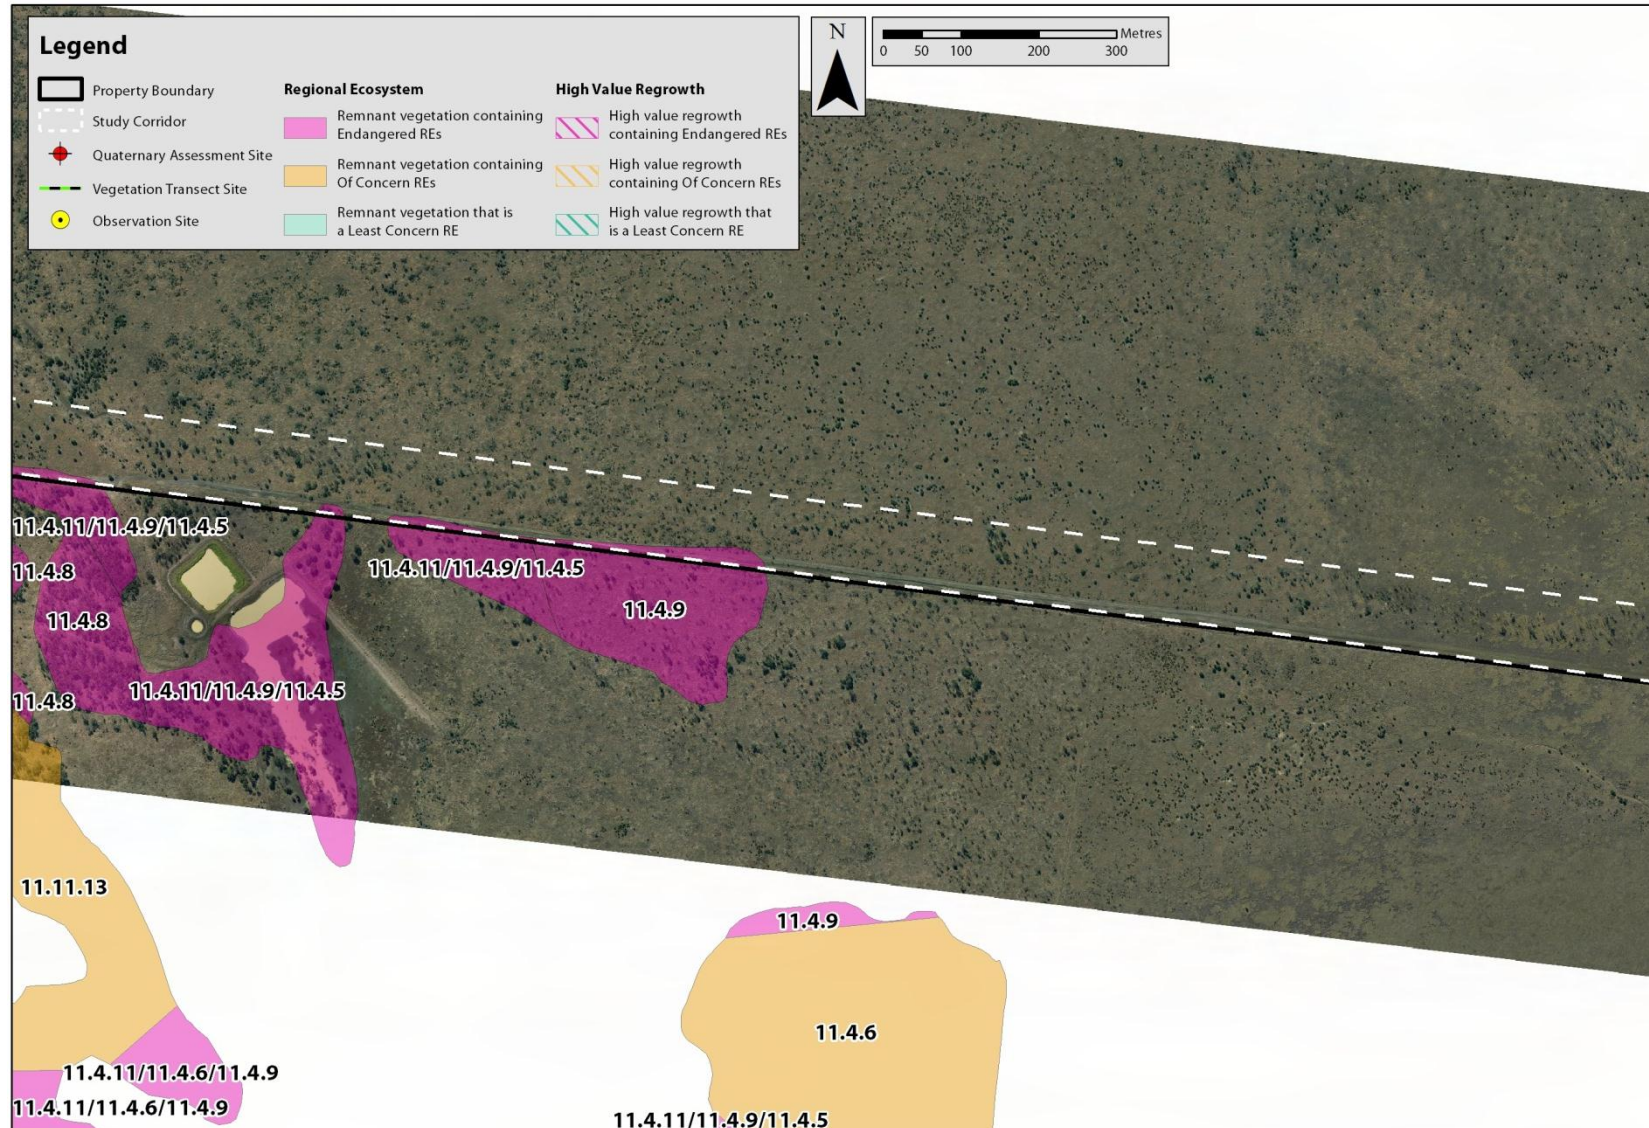 Legend
Property Boundary
Study Corridor
Quaternary Assessment Site
Vegetation Transect Site
Observation Site
Regional Ecosystem
Remnant vegetation containing
Endangered REs
Remnant vegetation containing
Of Concern REs
Remnant vegetation that is
a Least Concern RE
High Value Regrowth
High value regrowth
containing Endangered REs
High value regrowth
containing Of Concern REs
High value regrowth that
is a Least Concern RE
N
Metres
0 50 100 200 300
11.4.11/11.4.9/11.4.5
11.4.8
11.4.11/11.4.9/11.4.5
11.4.9
11.4.8
11.4.11/11.4.9/11.4.5
11.4.8
11.11.13
11.4.9
11.4.6
11.4.11/11.4.6/11.4.9
11.4.11/11.4.6/11.4.9
11.4.11/11.4.9/11.4.5